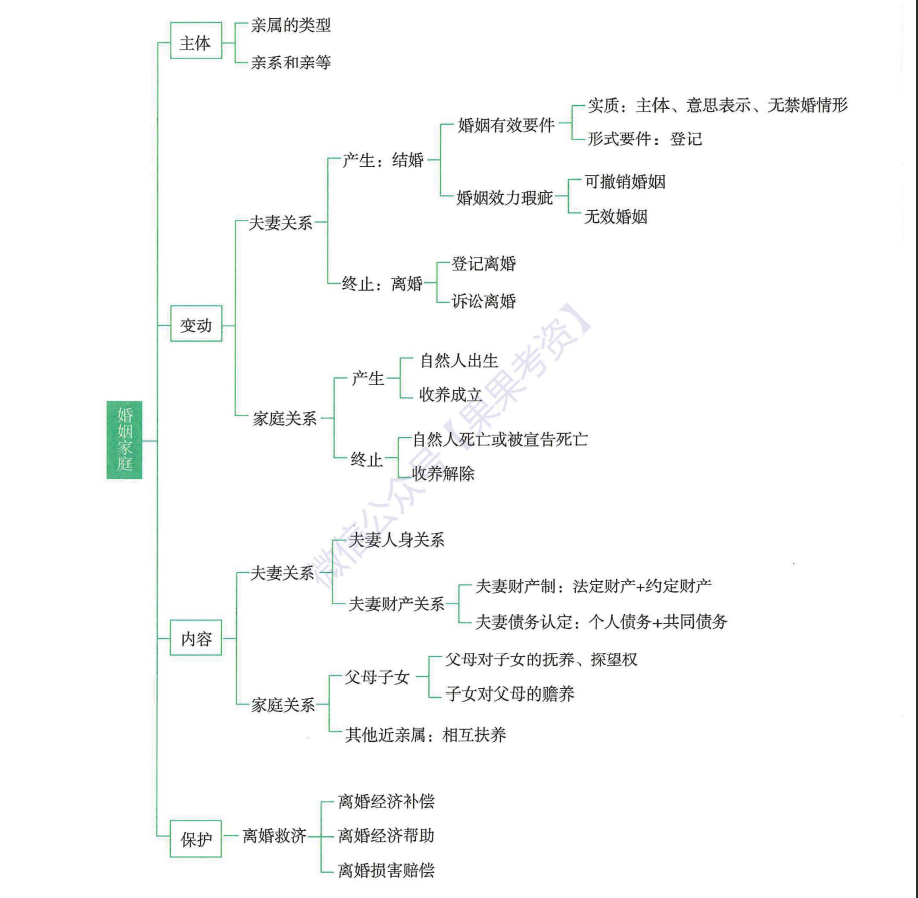 亲属的类型
主体
亲系和亲等
实质：主体、意思表示、无禁婚情形
婚姻有效要件
形式要件：登记
产生：结婚
可撤销婚姻
婚姻效力瑕疵
无效婚姻
夫妻关系
登记离婚
终止：离婚
诉讼离婚
变动
自然人出生
产生
收养成立
家庭关系
自然人死亡或被宣告死亡
终止
收养解除
婚姻家庭
微信公众号【果果考资】
夫妻人身关系
夫妻关系
夫妻财产制：法定财产+约定财产
夫妻财产关系
夫妻债务认定：个人债务+共同债务
内容
父母对子女的抚养、探望权
父母子女
子女对父母的赡养
家庭关系
其他近亲属：相互扶养
离婚经济补偿
保护
离婚救济
离婚经济帮助
离婚损害赔偿